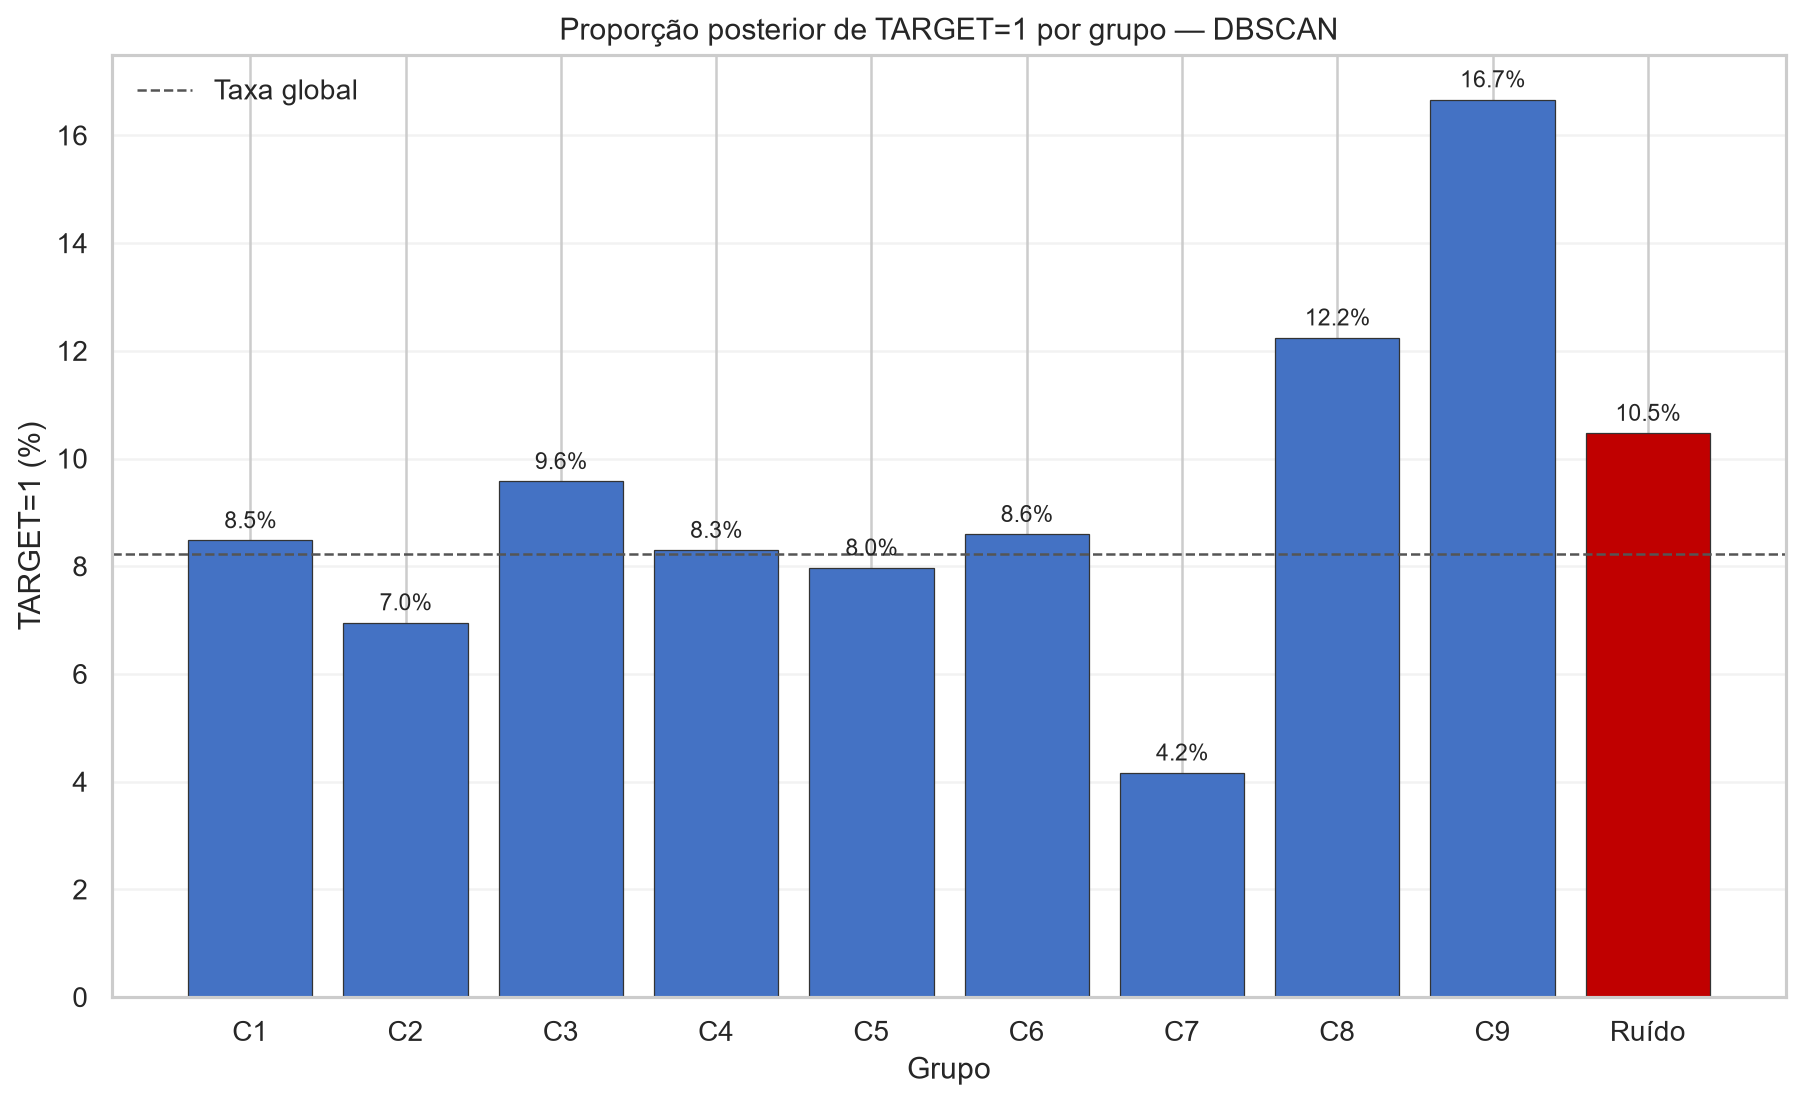 Proporção posterior de TARGET=1 por grupo — DBSCAN
Taxa global
TARGET=1 (%)
16
14
12
10
8
6
4
2
0
8.5%
7.0%
9.6%
8.3%
8.0%
8.6%
4.2%
12.2%
16.7%
10.5%
C1
C2
C3
C4
C5
C6
C7
C8
C9
Ruído
Grupo